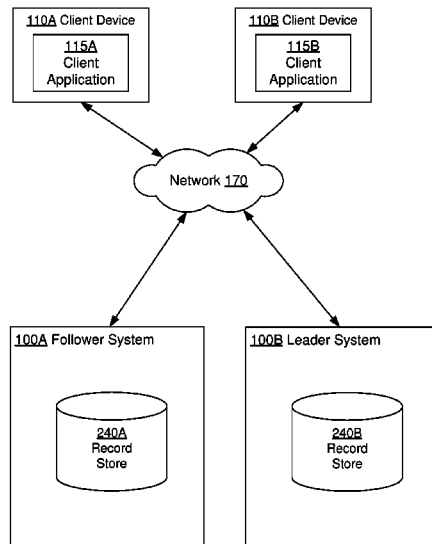 110A Client Device
115A
Client
Application
110B Client Device
115B
Client
Application
Network 170
100A Follower System
240A
Record
Store
100B Leader System
240B
Record
Store